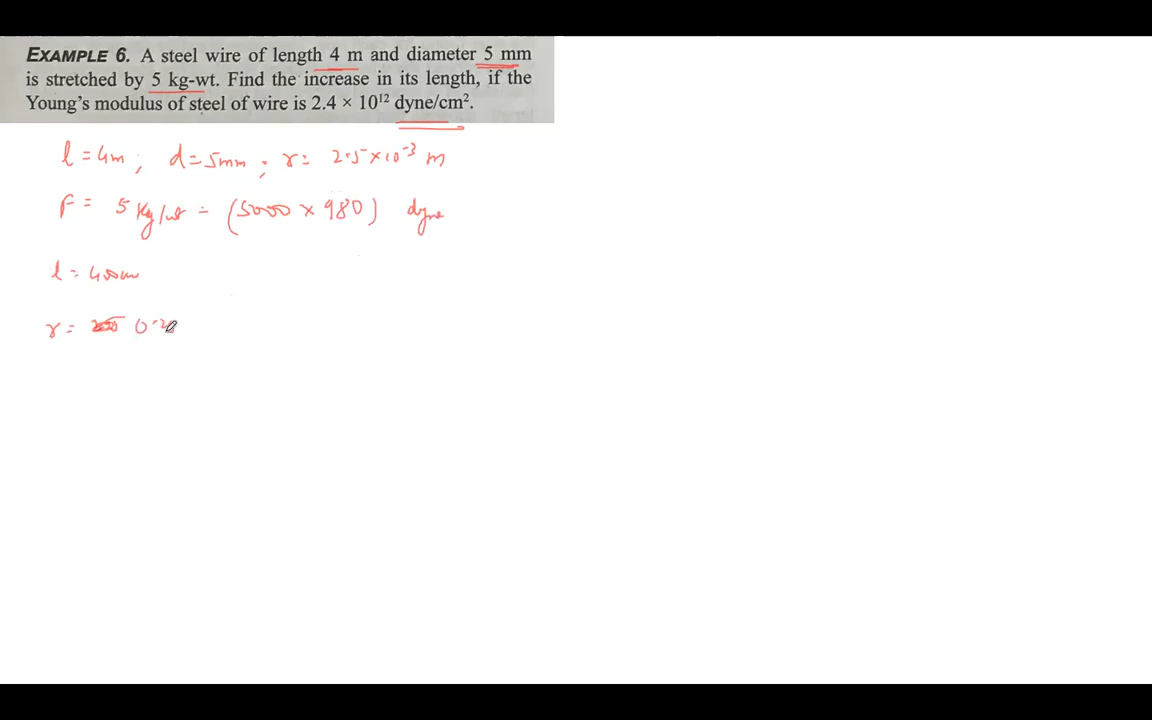 EXAMPLE 6. A steel wire of length 4 m and diameter 5 mm
is stretched by 5 kg-wt. Find the increase in its length, if the
Young's modulus of steel of wire is 2.4 × 10¹² dyne/cm².
l = 4m ; d = 5mm ; r = 2.5 × 10⁻³ m
F = 5 Kg/wt = (5000 × 980) dyne
l = 400cm
r = 0.2